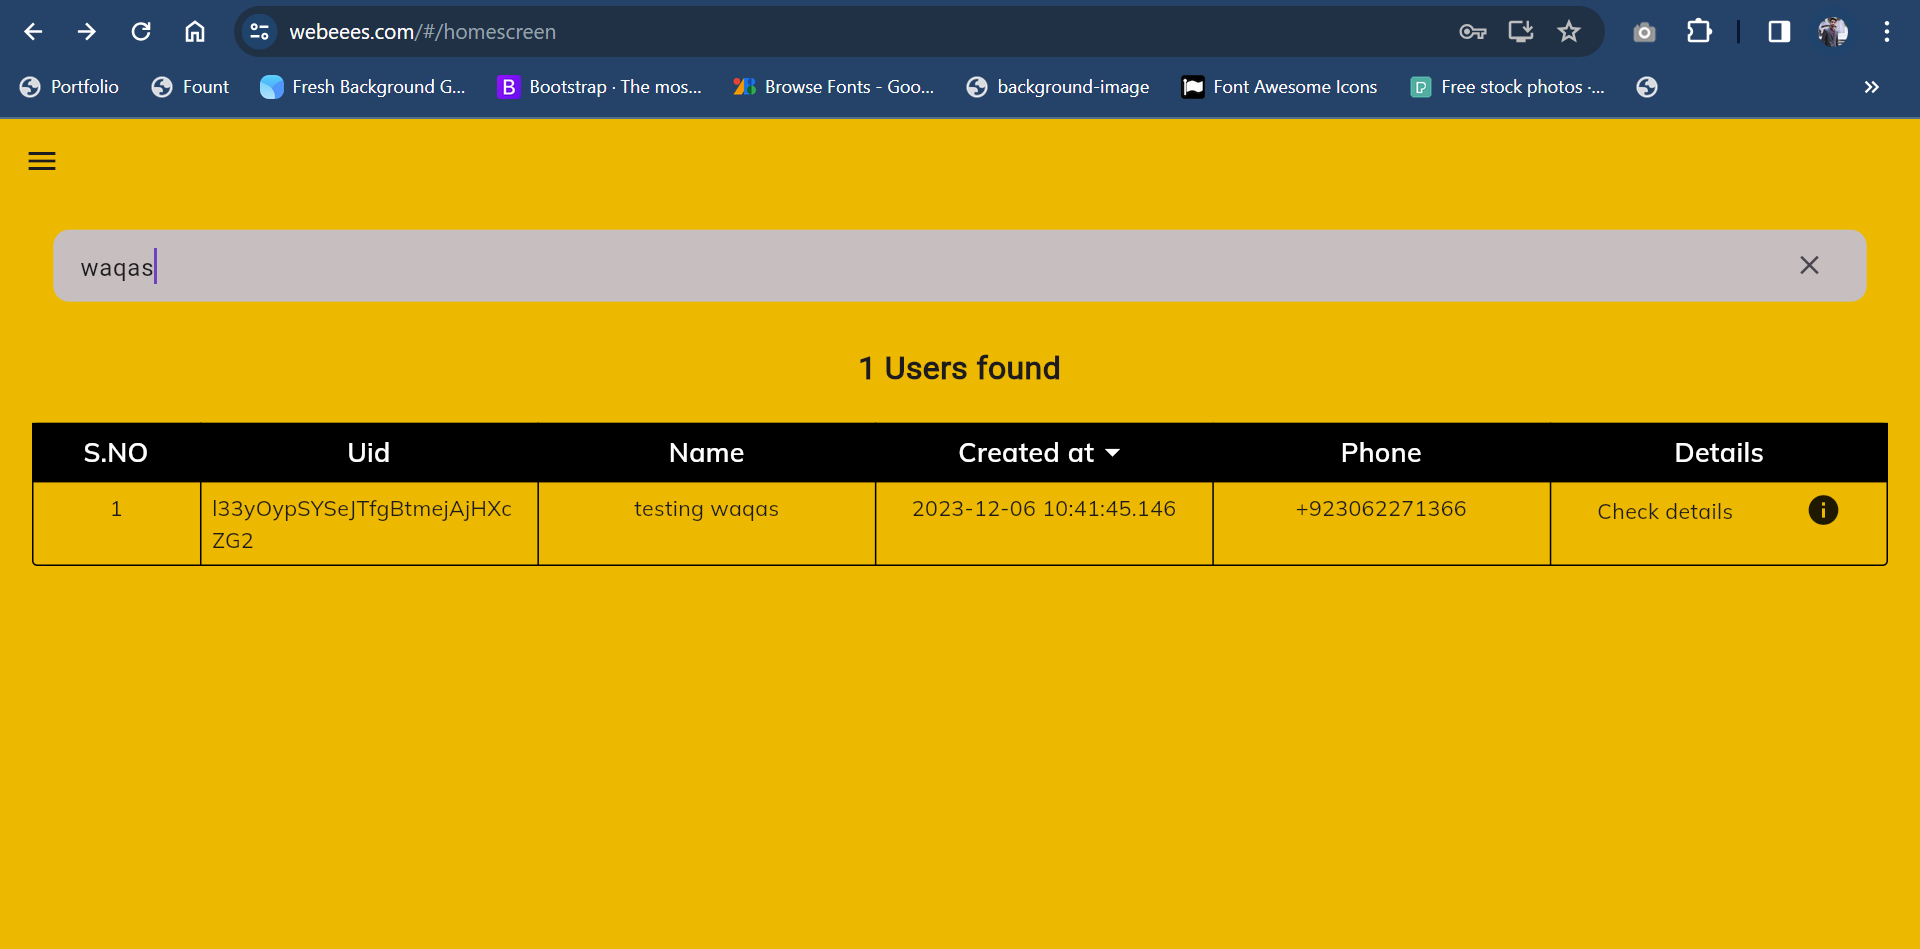 webeees.com/#/homescreen
Portfolio Fount Fresh Background G... Bootstrap · The mos... Browse Fonts - Goo... background-image Font Awesome Icons Free stock photos ·...
waqas
1 Users found
S.NO Uid Name Created at Phone Details
1 l33yOypSYSeJTfgBtmejAjHXc testing waqas 2023-12-06 10:41:45.146 +923062271366 Check details
ZG2